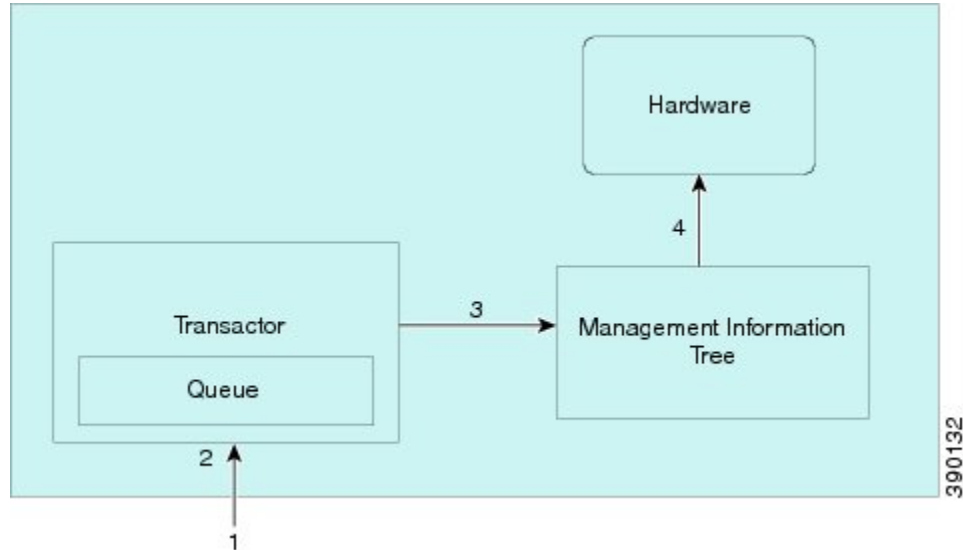 Hardware
4
Transactor
3
Management Information
Tree
Queue
2
1
390132